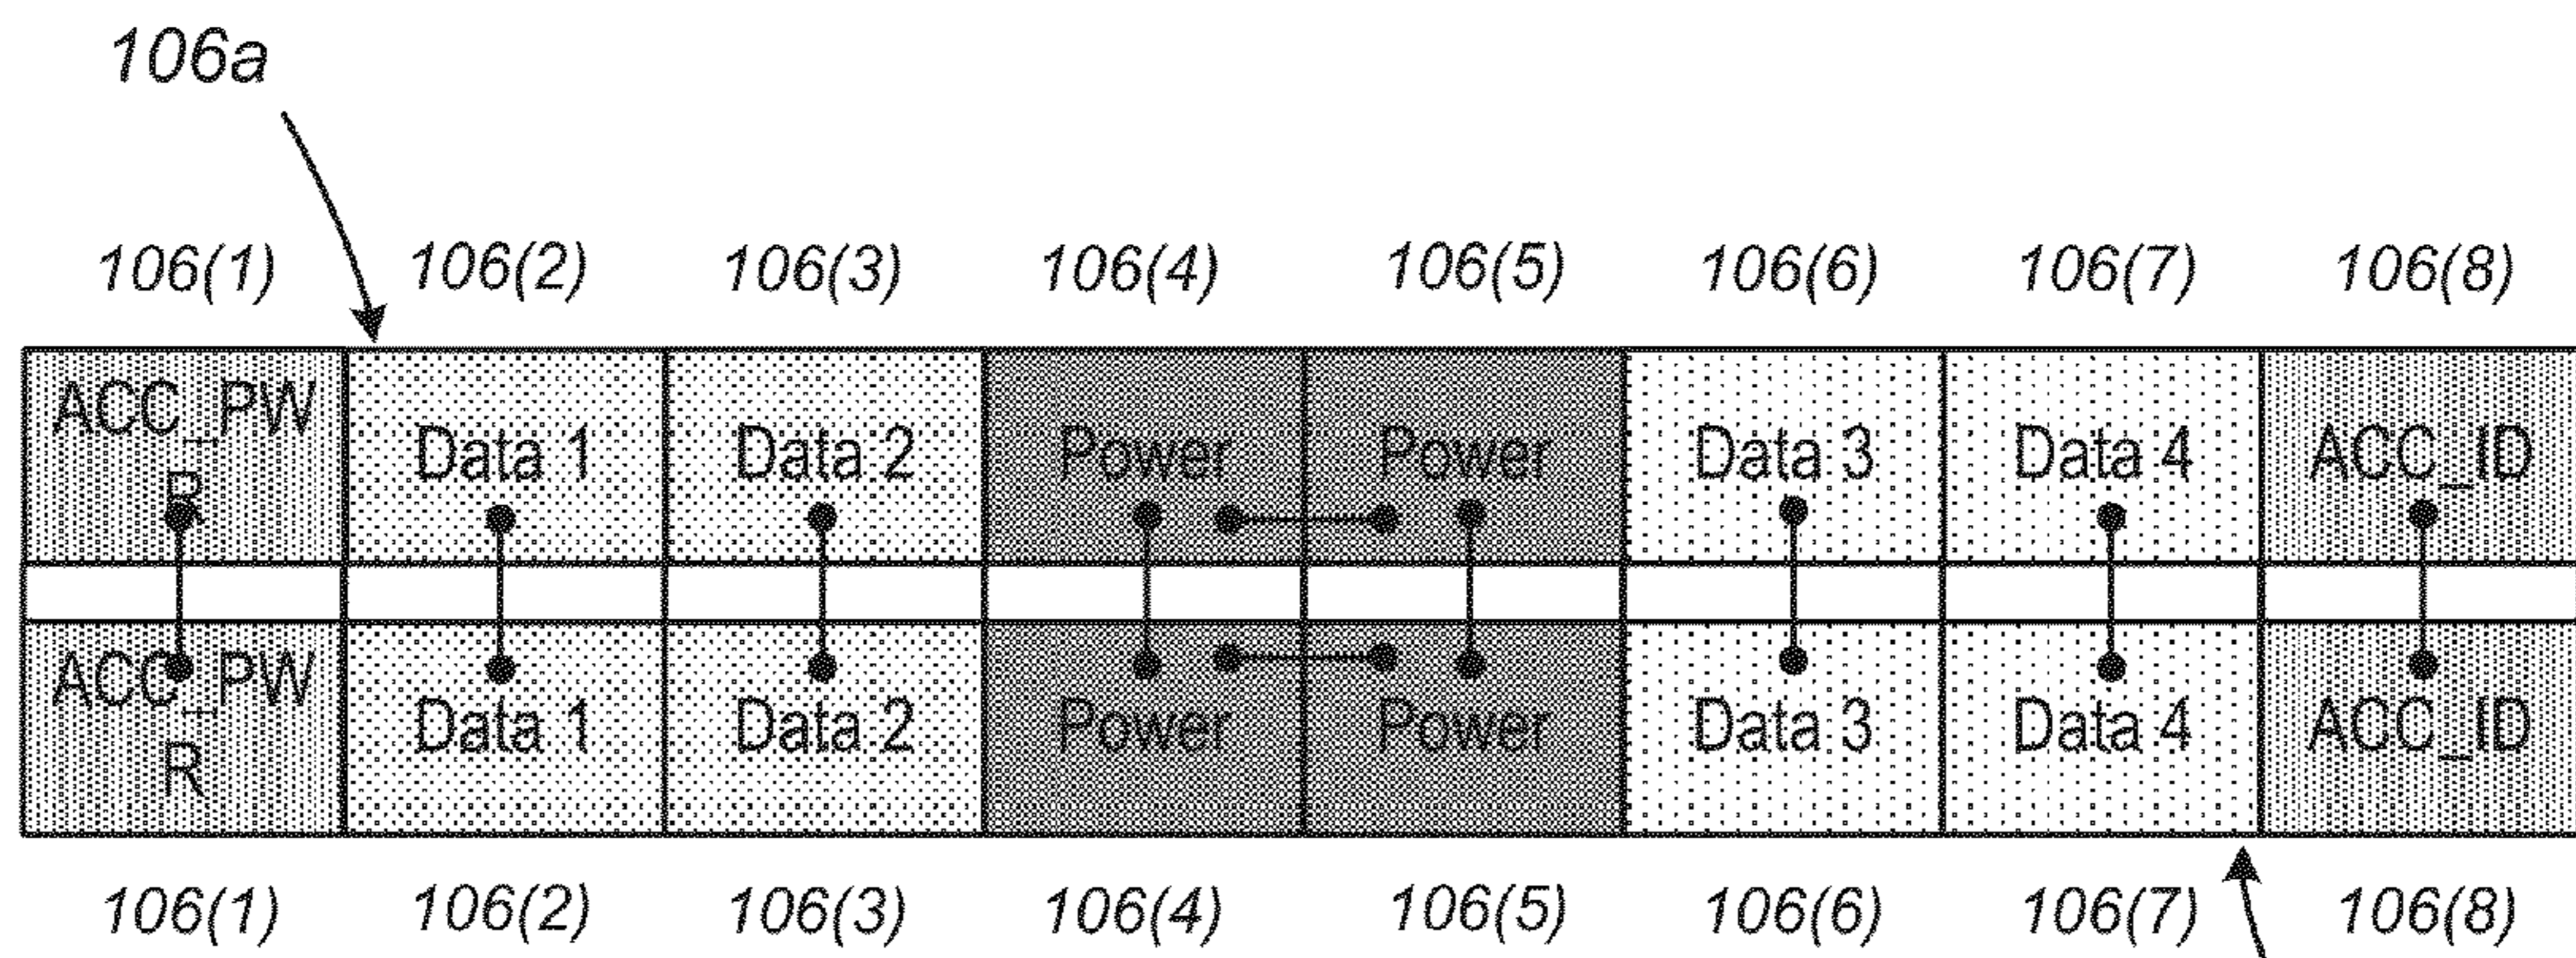 106a
106(1) 106(2) 106(3) 106(4) 106(5) 106(6) 106(7) 106(8)
ACC_PW Data 1 Data 2 Power Power Data 3 Data 4 ACC_ID
R
ACC_PW Data 1 Data 2 Power Power Data 3 Data 4 ACC_ID
R
106(1) 106(2) 106(3) 106(4) 106(5) 106(6) 106(7) 106(8)